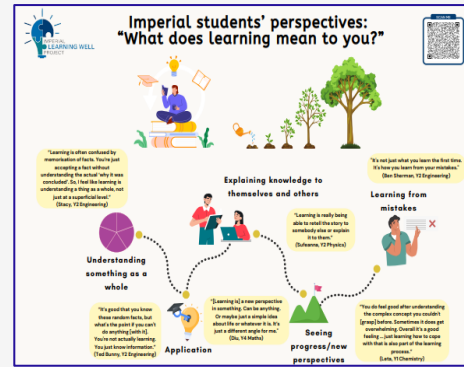 IMPERIAL
LEARNING WELL
PROJECT
Imperial students' perspectives:
"What does learning mean to you?"
"Learning is often confused by
memorisation of facts. You're just
accepting a fact without
understanding the actual 'why it was
concluded'. So, I feel like learning is
understanding a thing as a whole, not
just at a superficial level."
(Stacy, Y2 Engineering)
Explaining knowledge to
themselves and others
"It's not just what you learn the first time.
It's how you learn from your mistakes."
(Ben Sherman, Y2 Engineering)
Learning from
mistakes
"Learning is really being
able to retell the story to
somebody else or explain
it to them."
(Sufeanne, Y2 Physics)
Understanding
something as a
whole
"It's good that you know
these random facts, but
what's the point if you can't
do anything [with it].
You're not actually learning.
You just know information."
(Ted Bunny, Y2 Engineering)
Application
"[Learning is] a new perspective
in something. Can be anything.
Or maybe just a simple idea
about life or whatever it is. It's
just a different angle for me."
(Diu, Y4 Maths)
Seeing
progress/new
perspectives
"You do feel good after understanding
the complex concept you couldn't
[grasp] before. Sometimes it does get
overwhelming. Overall it's a good
feeling ... just learning how to cope
with that is also part of the learning
process."
(Leta, Y1 Chemistry)